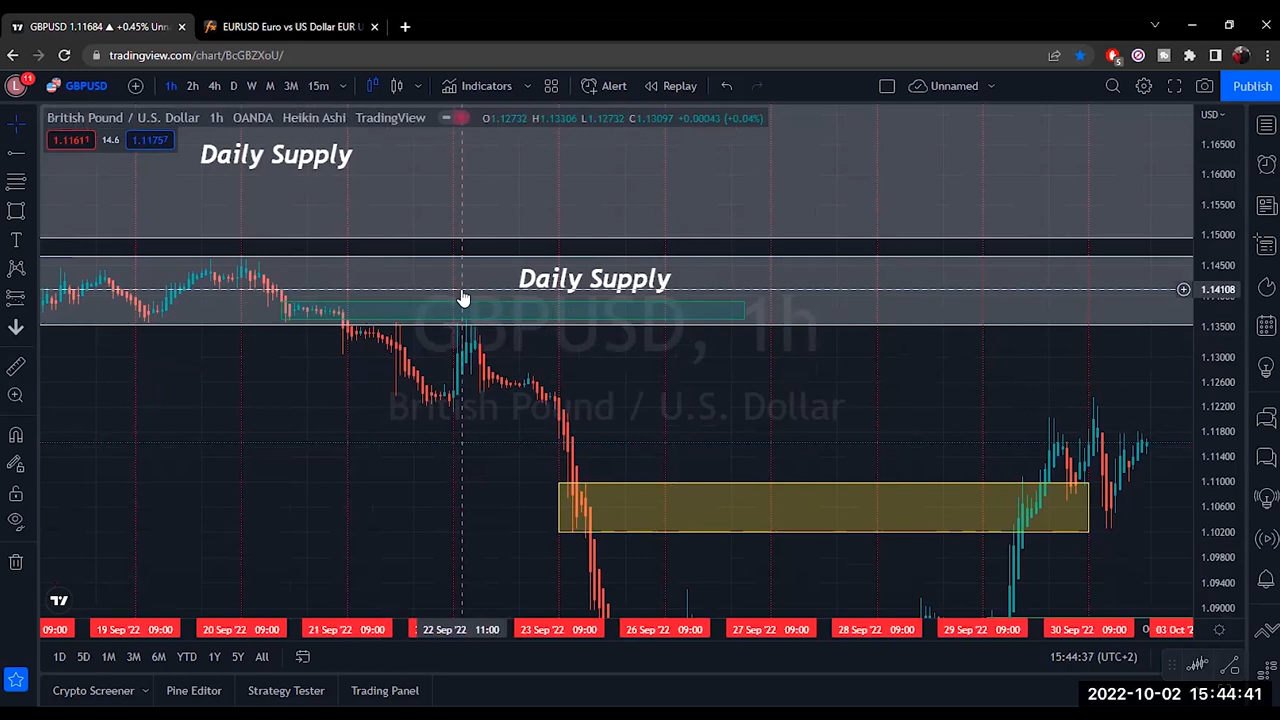 GBPUSD 1.11684 ▲ +0.45% Unna
EURUSD Euro vs US Dollar EUR U
tradingview.com/chart/BcGBZXoU/
5
L 11 GBPUSD 1h 2h 4h D W M 3M 15m Indicators Alert Replay Unnamed Publish
British Pound / U.S. Dollar 1h OANDA Heikin Ashi TradingView O1.12732 H1.13306 L1.12732 C1.13097 +0.00043 (+0.04%) USD
1.11611 14.6 1.11757
Daily Supply
1.16500
1.16000
1.15500
1.15000
1.14500
Daily Supply
1.14108
GBPUSD, 1h
1.13500
1.13000
1.12600
British Pound / U.S. Dollar
1.12200
1.11800
1.11400
1.11000
1.10600
1.10200
1.09800
1.09400
1.09000
09:00 19 Sep '22 09:00 20 Sep '22 09:00 21 Sep '22 09:00 22 Sep '22 11:00 23 Sep '22 09:00 26 Sep '22 09:00 27 Sep '22 09:00 28 Sep '22 09:00 29 Sep '22 09:00 30 Sep '22 09:00 03 Oct '2
1D 5D 1M 3M 6M YTD 1Y 5Y All 15:44:37 (UTC+2)
Crypto Screener Pine Editor Strategy Tester Trading Panel
2022-10-02 15:44:41